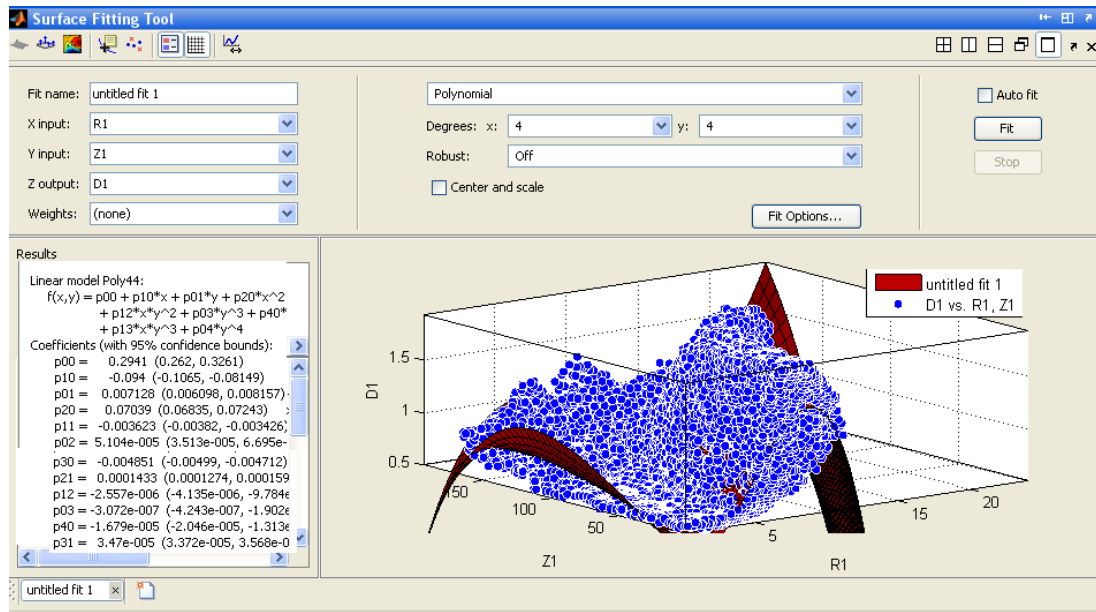 Surface Fitting Tool
Fit name: untitled fit 1
X input: R1
Y input: Z1
Z output: D1
Weights: (none)
Polynomial
Degrees: x: 4 y: 4
Robust: Off
Center and scale
Fit Options...
Auto fit
Fit
Stop
Results
Linear model Poly44:
f(x,y) = p00 + p10*x + p01*y + p20*x^2
+ p12*x*y^2 + p03*y^3 + p40*
+ p13*x*y^3 + p04*y^4
Coefficients (with 95% confidence bounds):
p00 = 0.2941 (0.262, 0.3261)
p10 = -0.094 (-0.1065, -0.08149)
p01 = 0.007128 (0.006098, 0.008157)
p20 = 0.07039 (0.06835, 0.07243)
p11 = -0.003623 (-0.00382, -0.003426)
p02 = 5.104e-005 (3.513e-005, 6.695e-
p30 = -0.004851 (-0.00499, -0.004712)
p21 = 0.0001433 (0.0001274, 0.000159
p12 = -2.557e-006 (-4.135e-006, -9.784e
p03 = -3.072e-007 (-4.243e-007, -1.902e
p40 = -1.679e-005 (-2.046e-005, -1.313e
p31 = 3.47e-005 (3.372e-005, 3.568e-0
untitled fit 1
D1 vs. R1, Z1
D1
1.5
1
0.5
150
100
50
Z1
5
15
20
R1
untitled fit 1